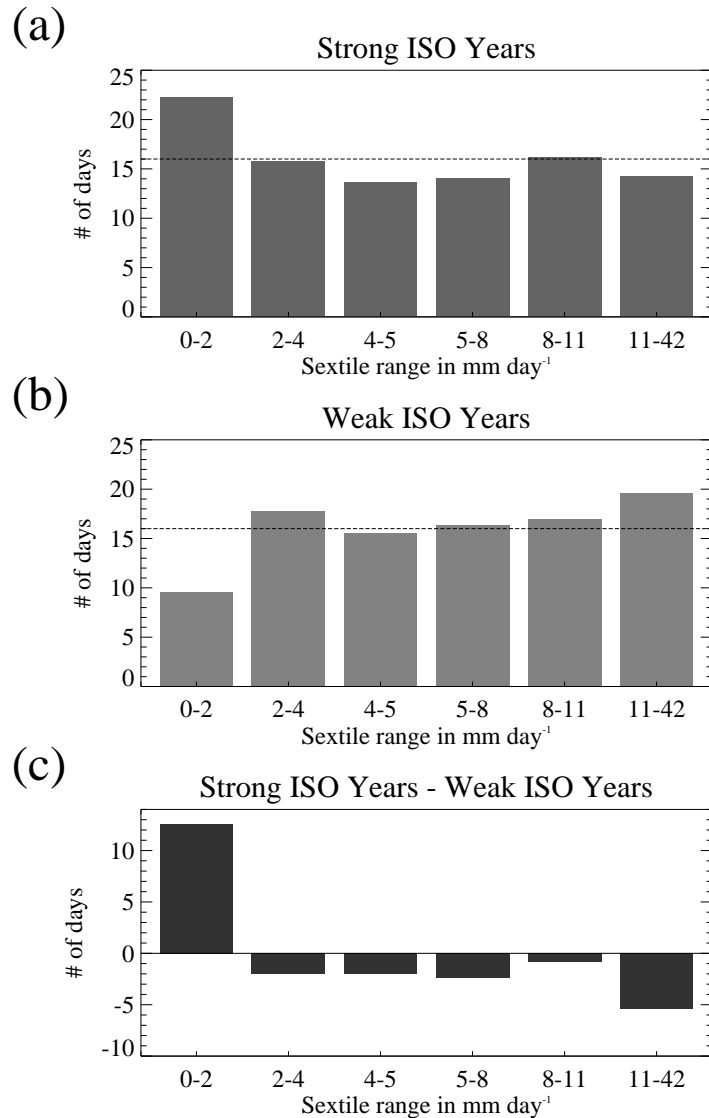 (a)
Strong ISO Years
25
20
15
10
5
0
# of days
0-2 2-4 4-5 5-8 8-11 11-42
Sextile range in mm day⁻¹
(b)
Weak ISO Years
25
20
15
10
5
0
# of days
0-2 2-4 4-5 5-8 8-11 11-42
Sextile range in mm day⁻¹
(c)
Strong ISO Years - Weak ISO Years
10
5
0
-5
-10
# of days
0-2 2-4 4-5 5-8 8-11 11-42
Sextile range in mm day⁻¹